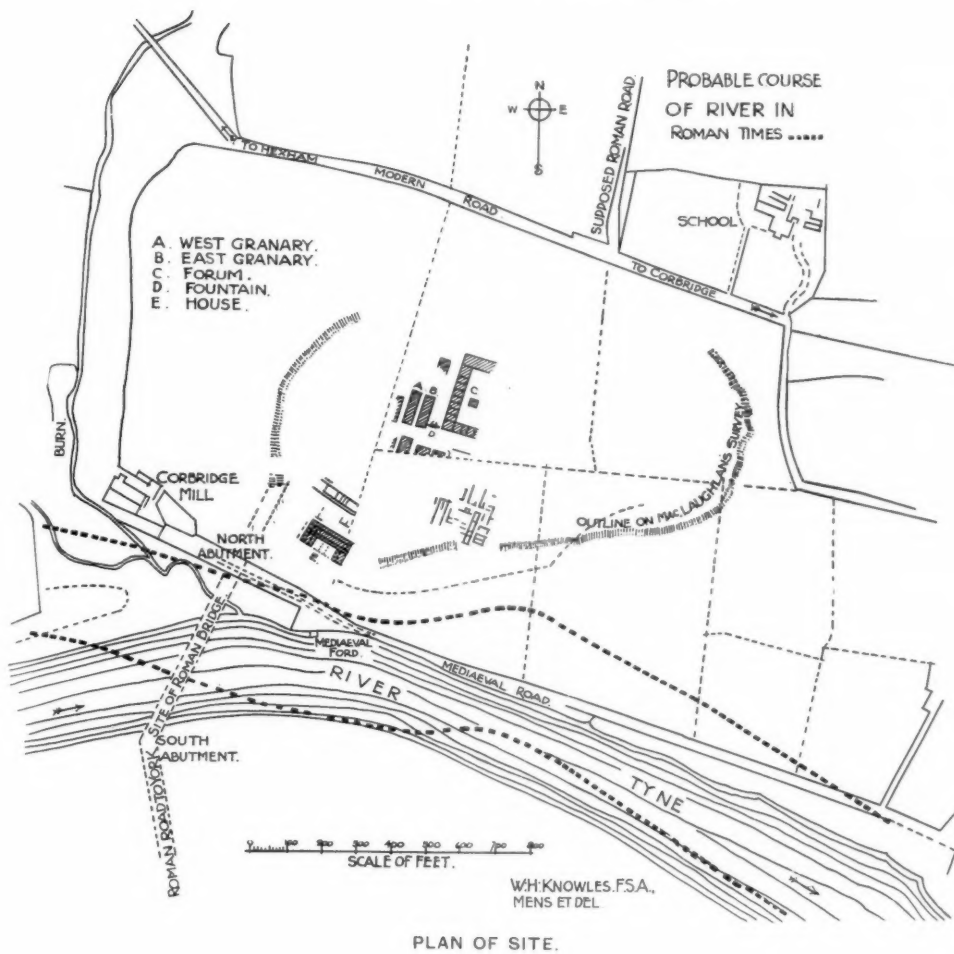 PROBABLE COURSE
OF RIVER IN
ROMAN TIMES
N
W E
S
TO HEXHAM
MODERN
ROAD
SUPPOSED ROMAN ROAD.
SCHOOL
TO CORBRIDGE
A. WEST GRANARY.
B. EAST GRANARY.
C. FORUM.
D. FOUNTAIN.
E. HOUSE.
A
B
C
D
BURN.
CORBRIDGE
MILL
OUTLINE ON MACLAUGHLANS SURVEY
NORTH
ABUTMENT.
E
SITE OF ROMAN BRIDGE
MEDIAEVAL
FORD.
MEDIAEVAL ROAD.
RIVER
TYNE
SOUTH
ABUTMENT.
ROMAN ROAD TO YORK
0 100 200 300 400 500 600 700 800
SCALE OF FEET.
W.H. KNOWLES. F.S.A.,
MENS ET DEL
PLAN OF SITE.